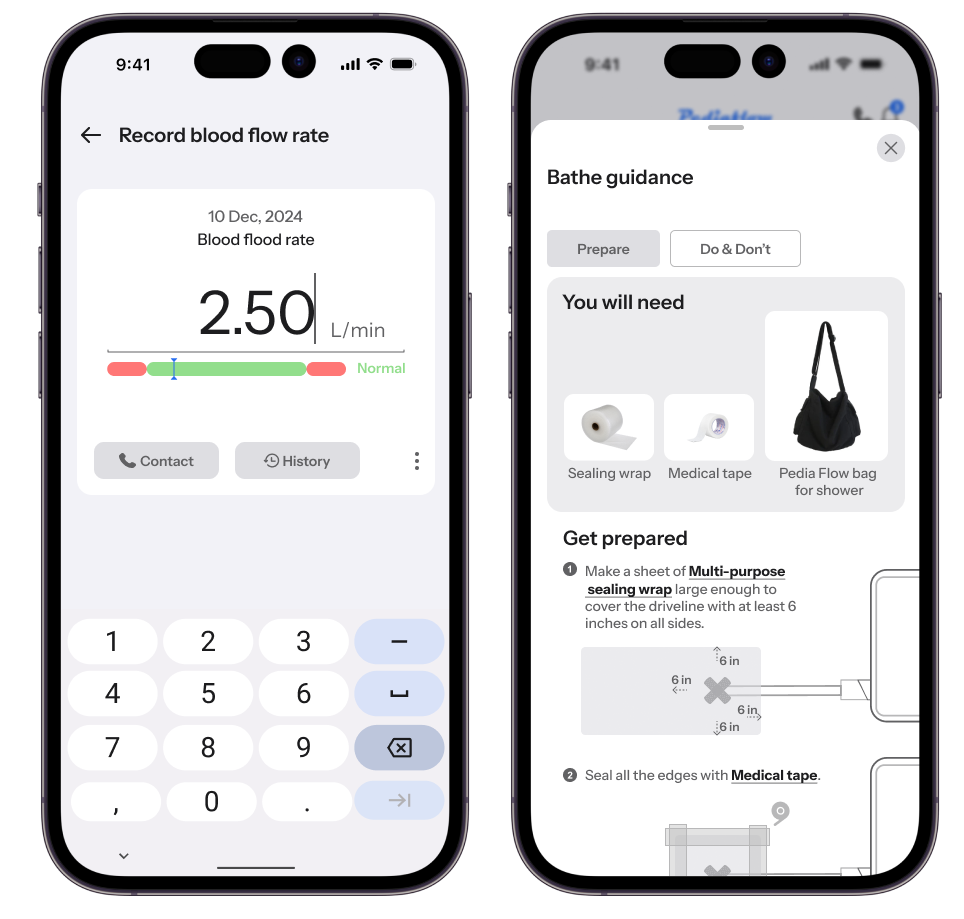 9:41
Record blood flow rate
10 Dec, 2024
Blood flood rate
2.50 L/min
Normal
Contact
History
1 2 3 –
4 5 6
7 8 9
, 0 .
9:41
PediaFlow
Bathe guidance
Prepare
Do & Don't
You will need
Sealing wrap
Medical tape
Pedia Flow bag
for shower
Get prepared
1 Make a sheet of Multi-purpose
sealing wrap large enough to
cover the driveline with at least 6
inches on all sides.
6 in
6 in
6 in
6 in
2 Seal all the edges with Medical tape.